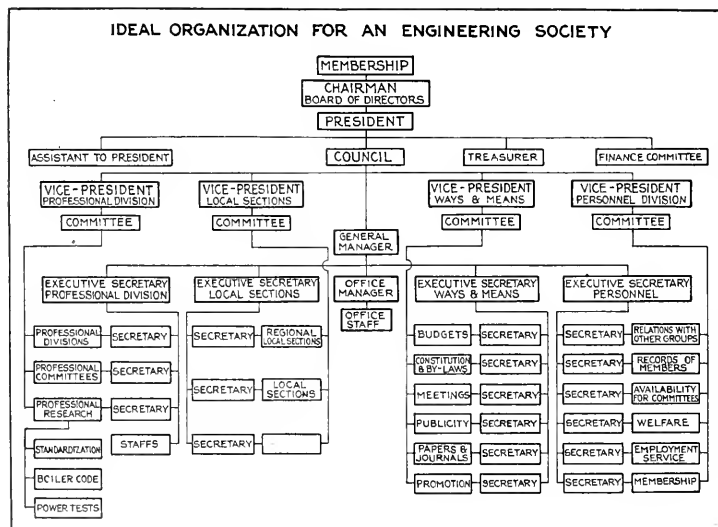 IDEAL ORGANIZATION FOR AN ENGINEERING SOCIETY
MEMBERSHIP
CHAIRMAN
BOARD OF DIRECTORS
PRESIDENT
ASSISTANT TO PRESIDENT
COUNCIL
TREASURER
FINANCE COMMITTEE
VICE-PRESIDENT
PROFESSIONAL DIVISION
COMMITTEE
VICE-PRESIDENT
LOCAL SECTIONS
COMMITTEE
VICE-PRESIDENT
WAYS & MEANS
COMMITTEE
VICE-PRESIDENT
PERSONNEL DIVISION
COMMITTEE
GENERAL
MANAGER
EXECUTIVE SECRETARY
PROFESSIONAL DIVISION
EXECUTIVE SECRETARY
LOCAL SECTIONS
OFFICE
MANAGER
OFFICE
STAFF
EXECUTIVE SECRETARY
WAYS & MEANS
EXECUTIVE SECRETARY
PERSONNEL
PROFESSIONAL
DIVISIONS
SECRETARY
PROFESSIONAL
COMMITTEES
SECRETARY
PROFESSIONAL
RESEARCH
SECRETARY
STANDARDIZATION
STAFFS
BOILER CODE
POWER TESTS
SECRETARY
REGIONAL
LOCAL SECTIONS
SECRETARY
LOCAL
SECTIONS
SECRETARY
BUDGETS
SECRETARY
CONSTITUTION
& BY-LAWS
SECRETARY
MEETINGS
SECRETARY
PUBLICITY
SECRETARY
PAPERS &
JOURNALS
SECRETARY
PROMOTION
SECRETARY
SECRETARY
RELATIONS WITH
OTHER GROUPS
SECRETARY
RECORDS OF
MEMBERS
SECRETARY
AVAILABILITY
FOR COMMITTEES
SECRETARY
WELFARE
SECRETARY
EMPLOYMENT
SERVICE
SECRETARY
MEMBERSHIP